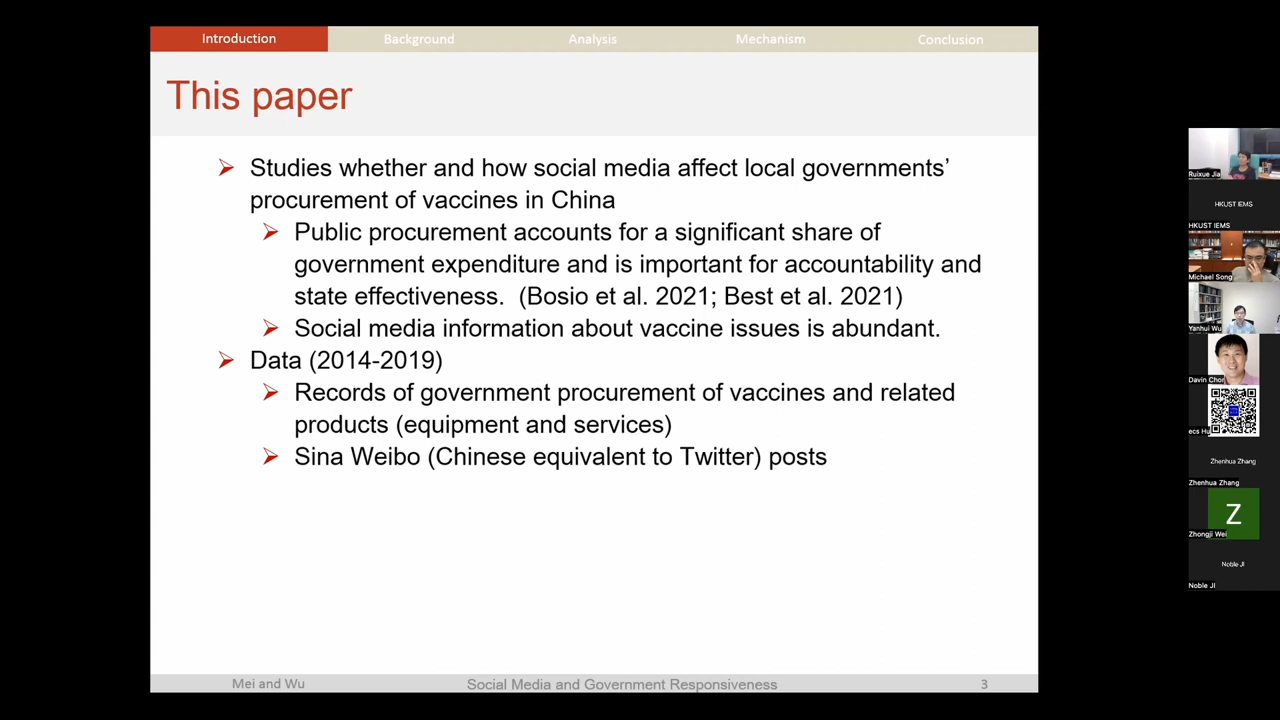 Introduction
Background
Analysis
Mechanism
Conclusion
This paper
Studies whether and how social media affect local governments’
procurement of vaccines in China
Public procurement accounts for a significant share of
government expenditure and is important for accountability and
state effectiveness. (Bosio et al. 2021; Best et al. 2021)
Social media information about vaccine issues is abundant.
Data (2014-2019)
Records of government procurement of vaccines and related
products (equipment and services)
Sina Weibo (Chinese equivalent to Twitter) posts
Mei and Wu
Social Media and Government Responsiveness
3
Ruixue Jia
HKUST IEMS
HKUST IEMS
Michael Song
Yanhui Wu
Davin Chor
ecs Hu
Zhenhua Zhang
Zhenhua Zhang
Z
Zhongji Wei
Noble JI
Noble JI